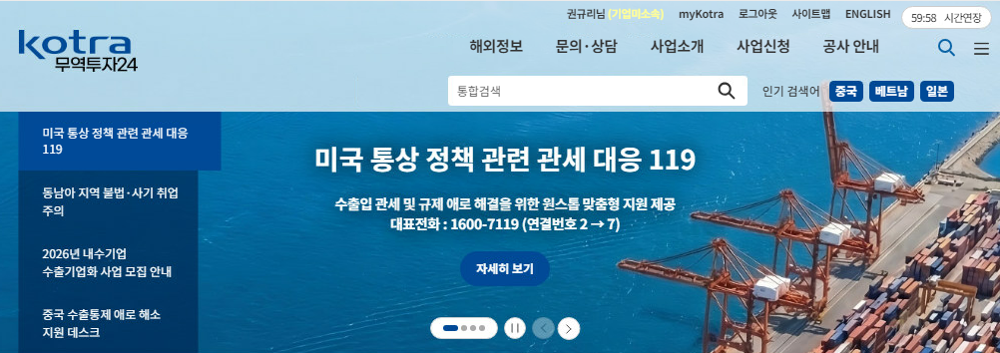 권규리님 (기업미소속) myKotra 로그아웃 사이트맵 ENGLISH 59:58 시간연장
kotra
무역투자24
해외정보 문의·상담 사업소개 사업신청 공사 안내
통합검색 인기 검색어 중국 베트남 일본
미국 통상 정책 관련 관세 대응
119
동남아 지역 불법·사기 취업
주의
2026년 내수기업
수출기업화 사업 모집 안내
중국 수출통제 애로 해소
지원 데스크
미국 통상 정책 관련 관세 대응 119
수출입 관세 및 규제 애로 해결을 위한 원스톱 맞춤형 지원 제공
대표전화 : 1600-7119 (연결번호 2 → 7)
자세히 보기